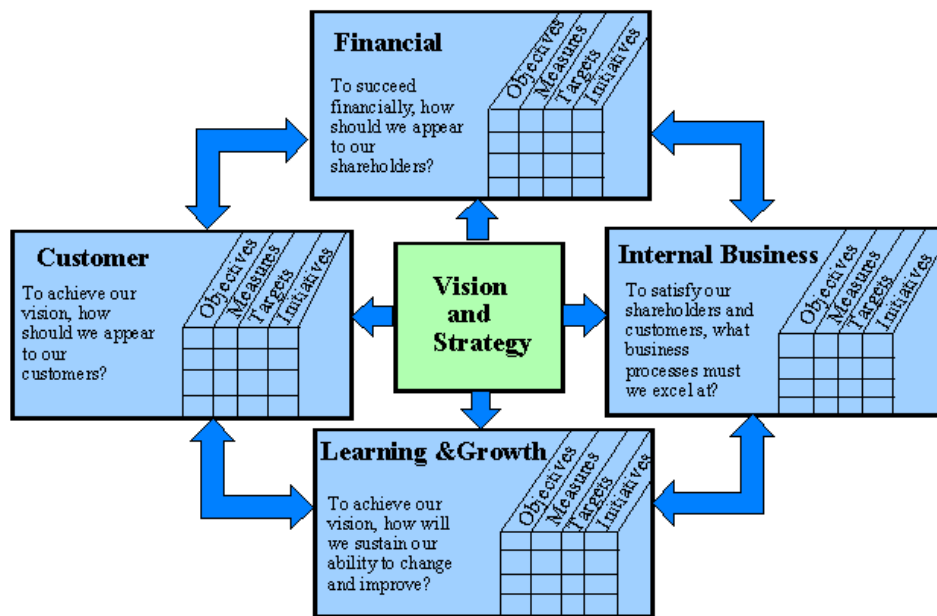 Financial
To succeed
financially, how
should we appear
to our
shareholders?
Objectives
Measures
Targets
Initiatives
Customer
To achieve our
vision, how
should we appear
to our
customers?
Objectives
Measures
Targets
Initiatives
Vision
and
Strategy
Internal Business
To satisfy our
shareholders and
customers, what
business
processes must
we excel at?
Objectives
Measures
Targets
Initiatives
Learning &Growth
To achieve our
vision, how will
we sustain our
ability to change
and improve?
Objectives
Measures
Targets
Initiatives